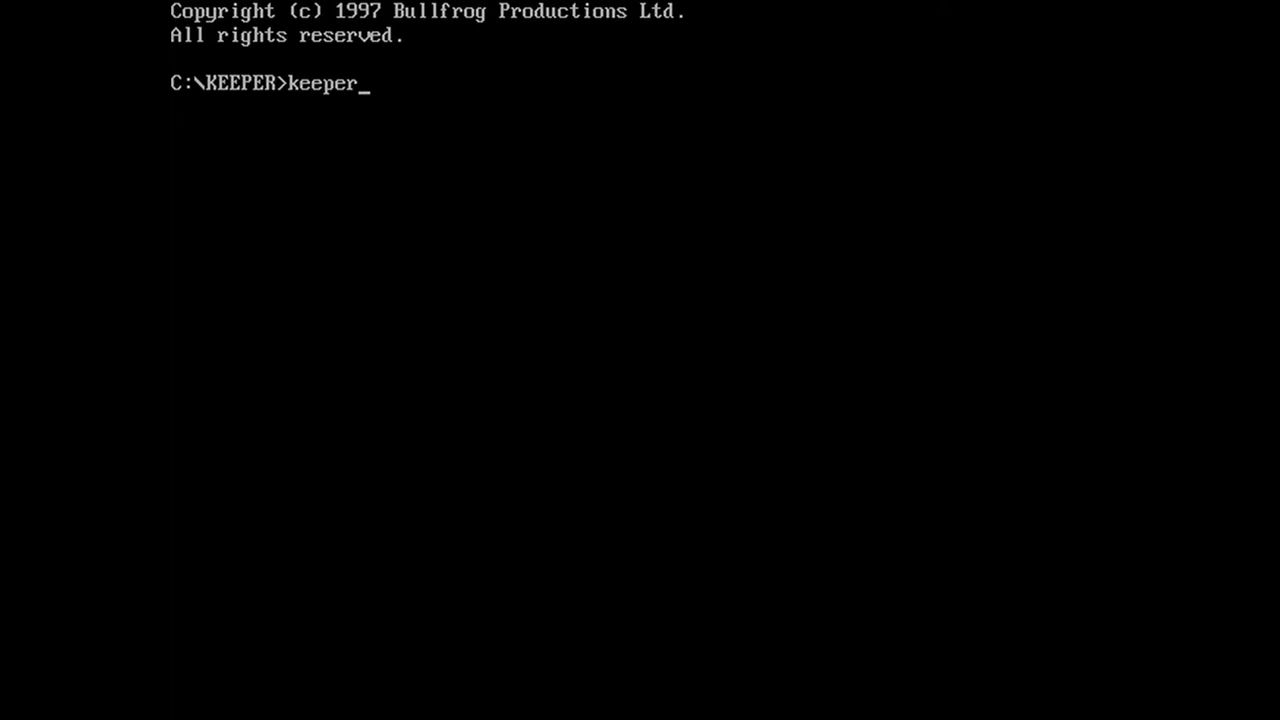 Copyright (c) 1997 Bullfrog Productions Ltd.
All rights reserved.
C:\KEEPER>keeper_